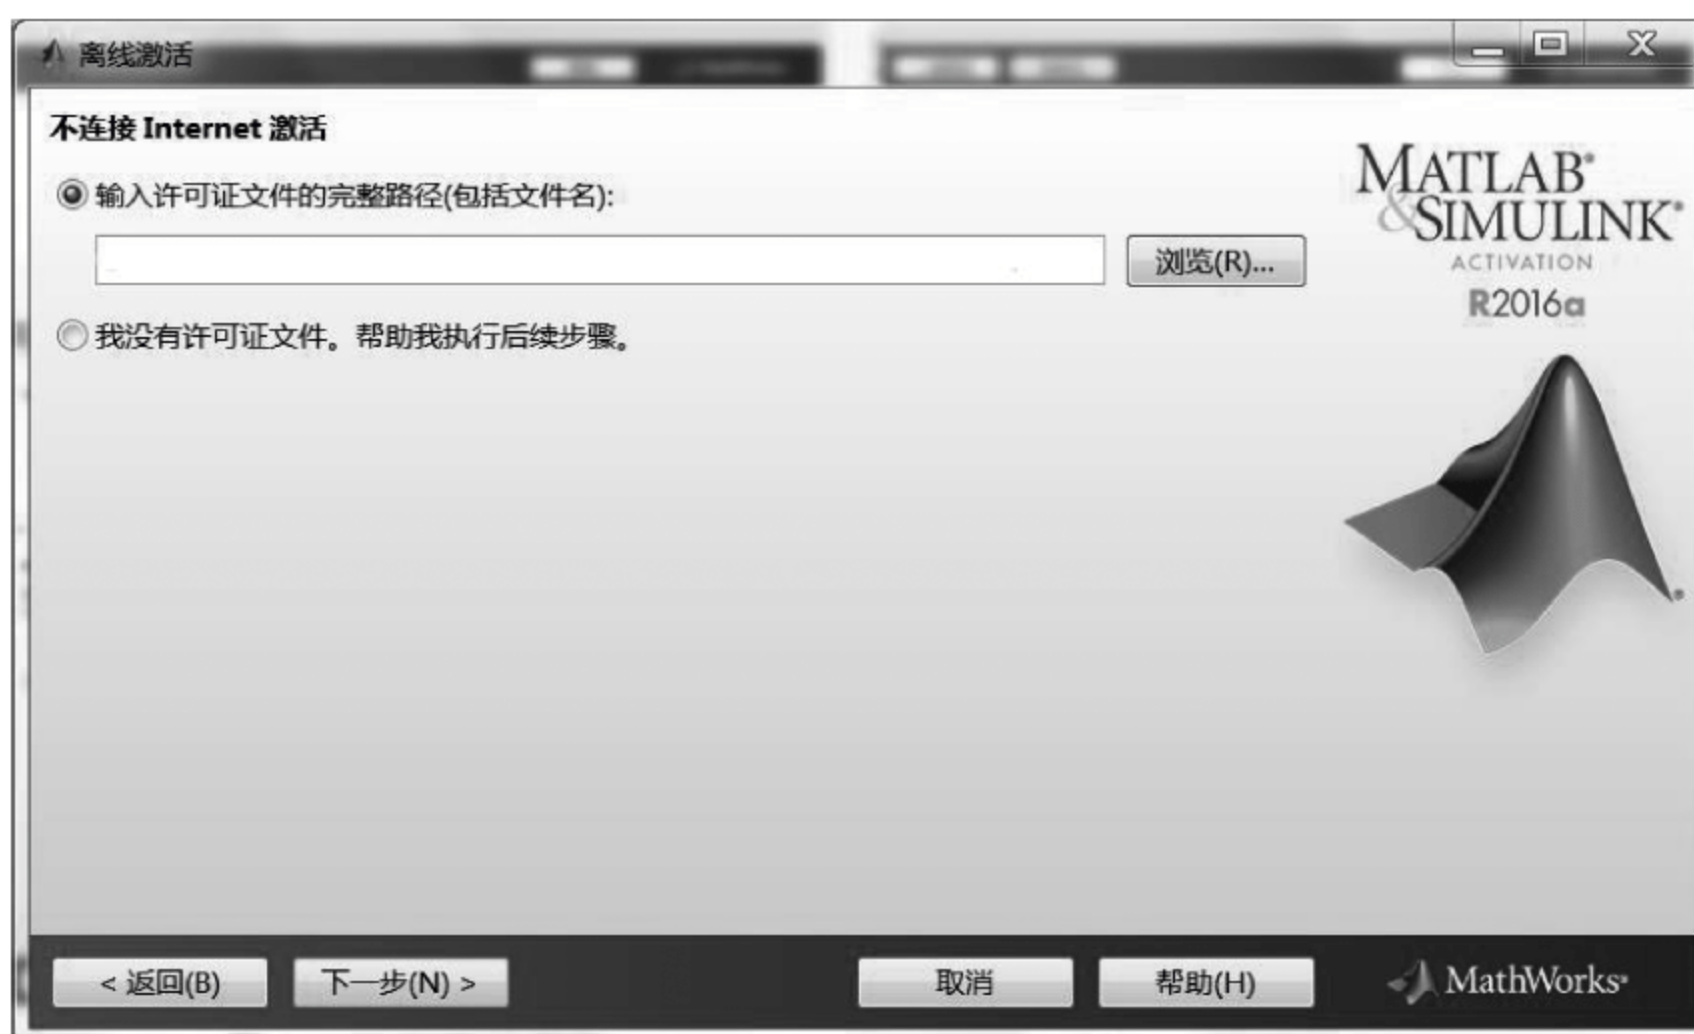 离线激活
不连接 Internet 激活
输入许可证文件的完整路径(包括文件名):
浏览(R)...
我没有许可证文件。帮助我执行后续步骤。
MATLAB®
&SIMULINK®
ACTIVATION
R2016a
< 返回(B)
下一步(N) >
取消
帮助(H)
MathWorks®